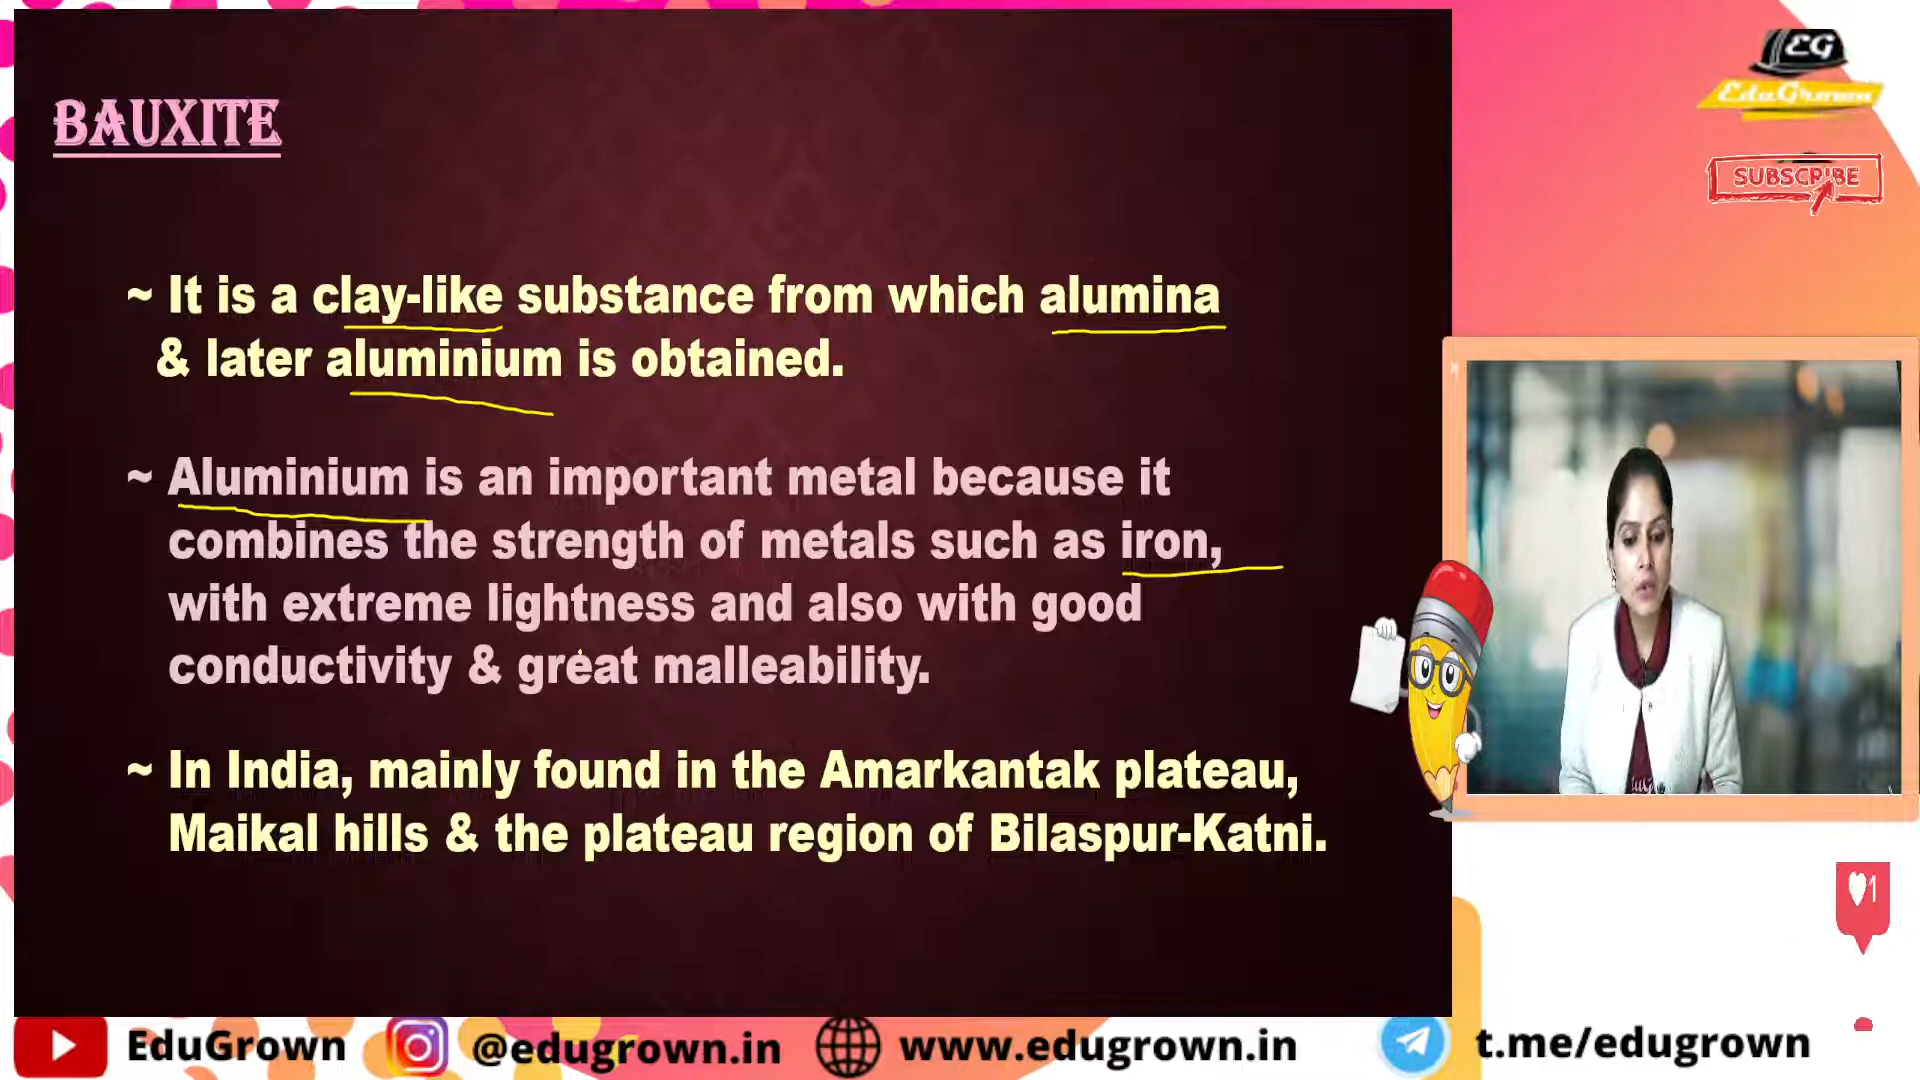 BAUXITE
~ It is a clay-like substance from which alumina
& later aluminium is obtained.
~ Aluminium is an important metal because it
combines the strength of metals such as iron,
with extreme lightness and also with good
conductivity & great malleability.
~ In India, mainly found in the Amarkantak plateau,
Maikal hills & the plateau region of Bilaspur-Katni.
EG
EduGrown
SUBSCRIBE
1
EduGrown
@edugrown.in
www.edugrown.in
t.me/edugrown